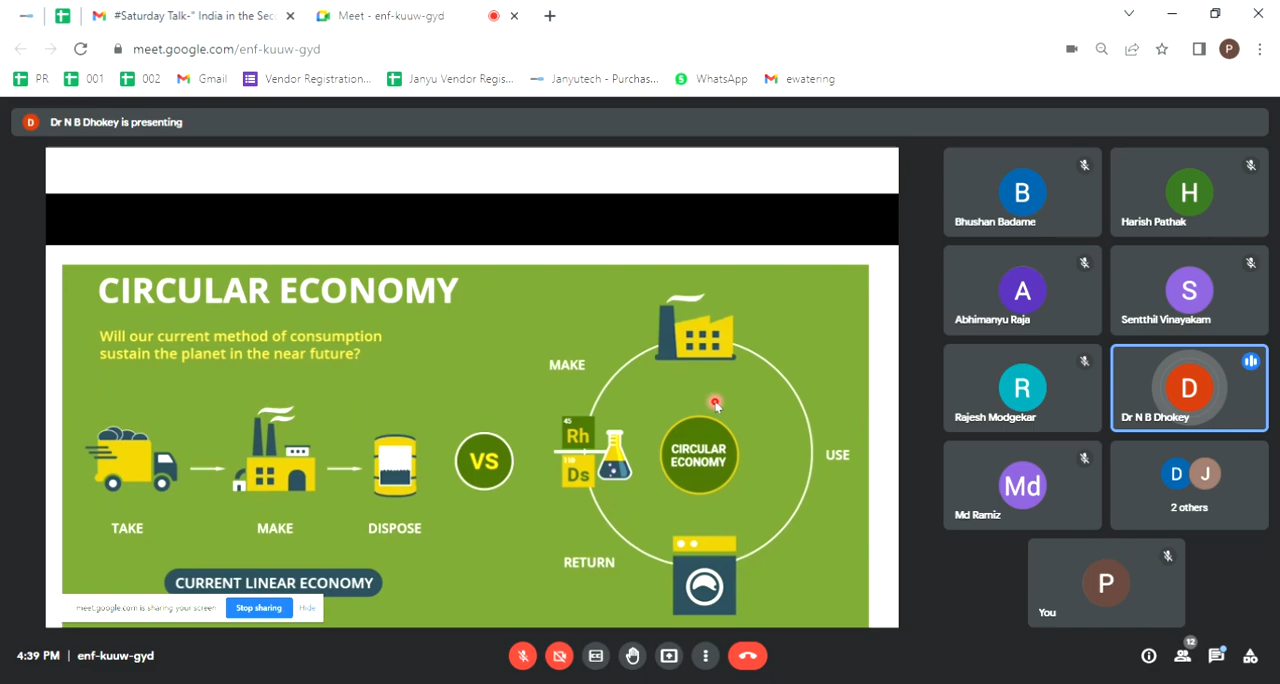 #Saturday Talk-" India in the Sec
Meet - enf-kuuw-gyd
meet.google.com/enf-kuuw-gyd
P
PR
001
002
Gmail
Vendor Registration...
Janyu Vendor Regis...
Janyutech - Purchas...
WhatsApp
ewatering
D
Dr N B Dhokey is presenting
CIRCULAR ECONOMY
Will our current method of consumption
sustain the planet in the near future?
TAKE
MAKE
DISPOSE
CURRENT LINEAR ECONOMY
VS
MAKE
45
Rh
110
Ds
CIRCULAR
ECONOMY
USE
RETURN
meet.google.com is sharing your screen
Stop sharing
Hide
B
Bhushan Badame
H
Harish Pathak
A
Abhimanyu Raja
S
Sentthil Vinayakam
R
Rajesh Modgekar
D
Dr N B Dhokey
Md
Md Ramiz
D
J
2 others
P
You
4:39 PM | enf-kuuw-gyd
12